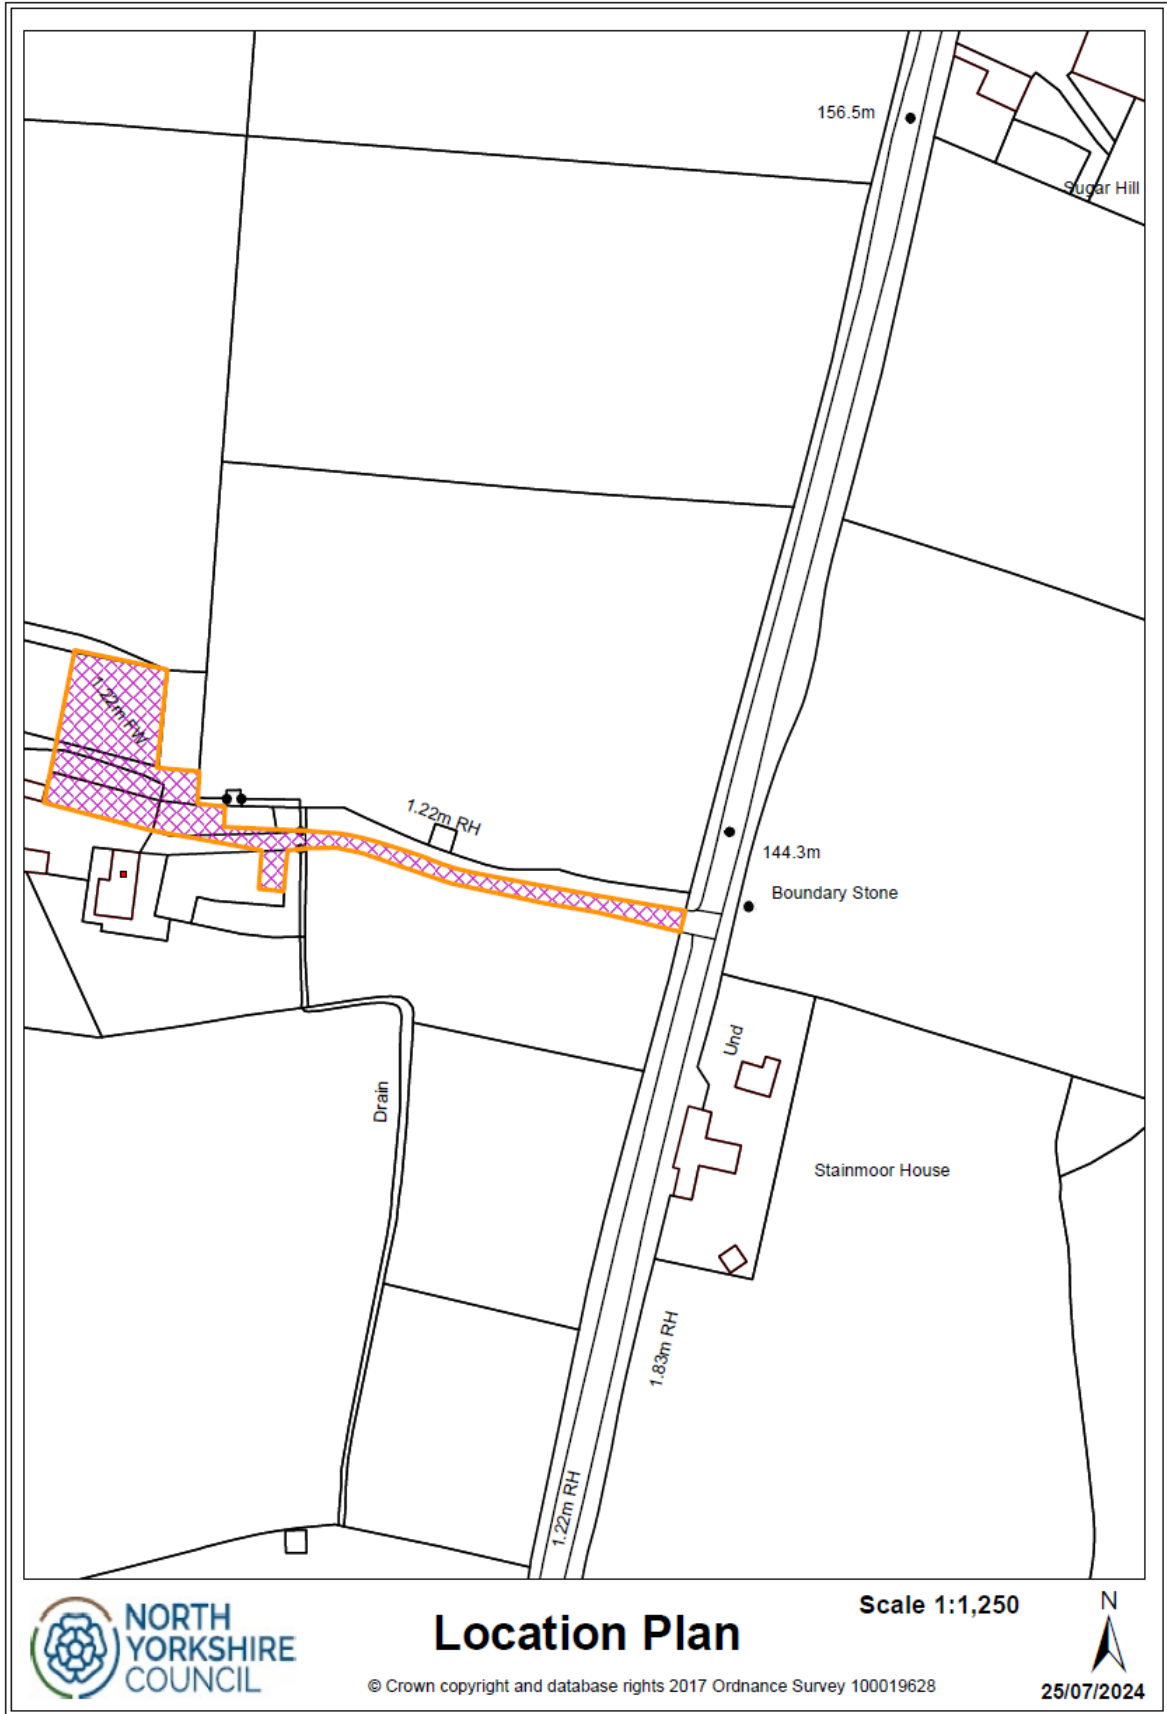 156.5m
Sugar Hill
1.22m FW
1.22m RH
144.3m
Boundary Stone
Und
Drain
Stainmoor House
1.83m RH
1.22m RH
NORTH
YORKSHIRE
COUNCIL
Location Plan
Scale 1:1,250
N
© Crown copyright and database rights 2017 Ordnance Survey 100019628
25/07/2024